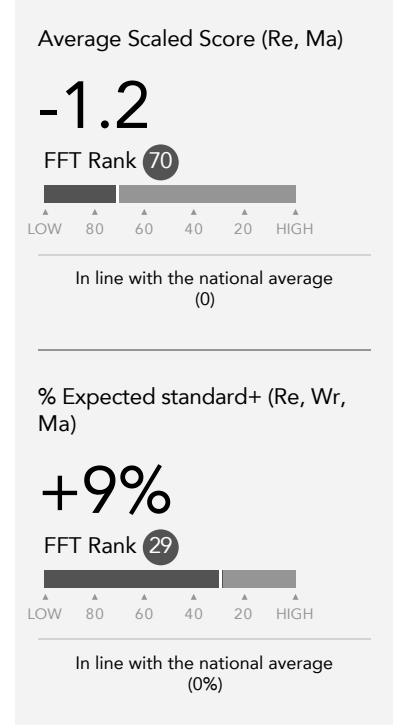 Average Scaled Score (Re, Ma)
-1.2
FFT Rank 70
LOW 80 60 40 20 HIGH
In line with the national average
(0)
% Expected standard+ (Re, Wr,
Ma)
+9%
FFT Rank 29
LOW 80 60 40 20 HIGH
In line with the national average
(0%)